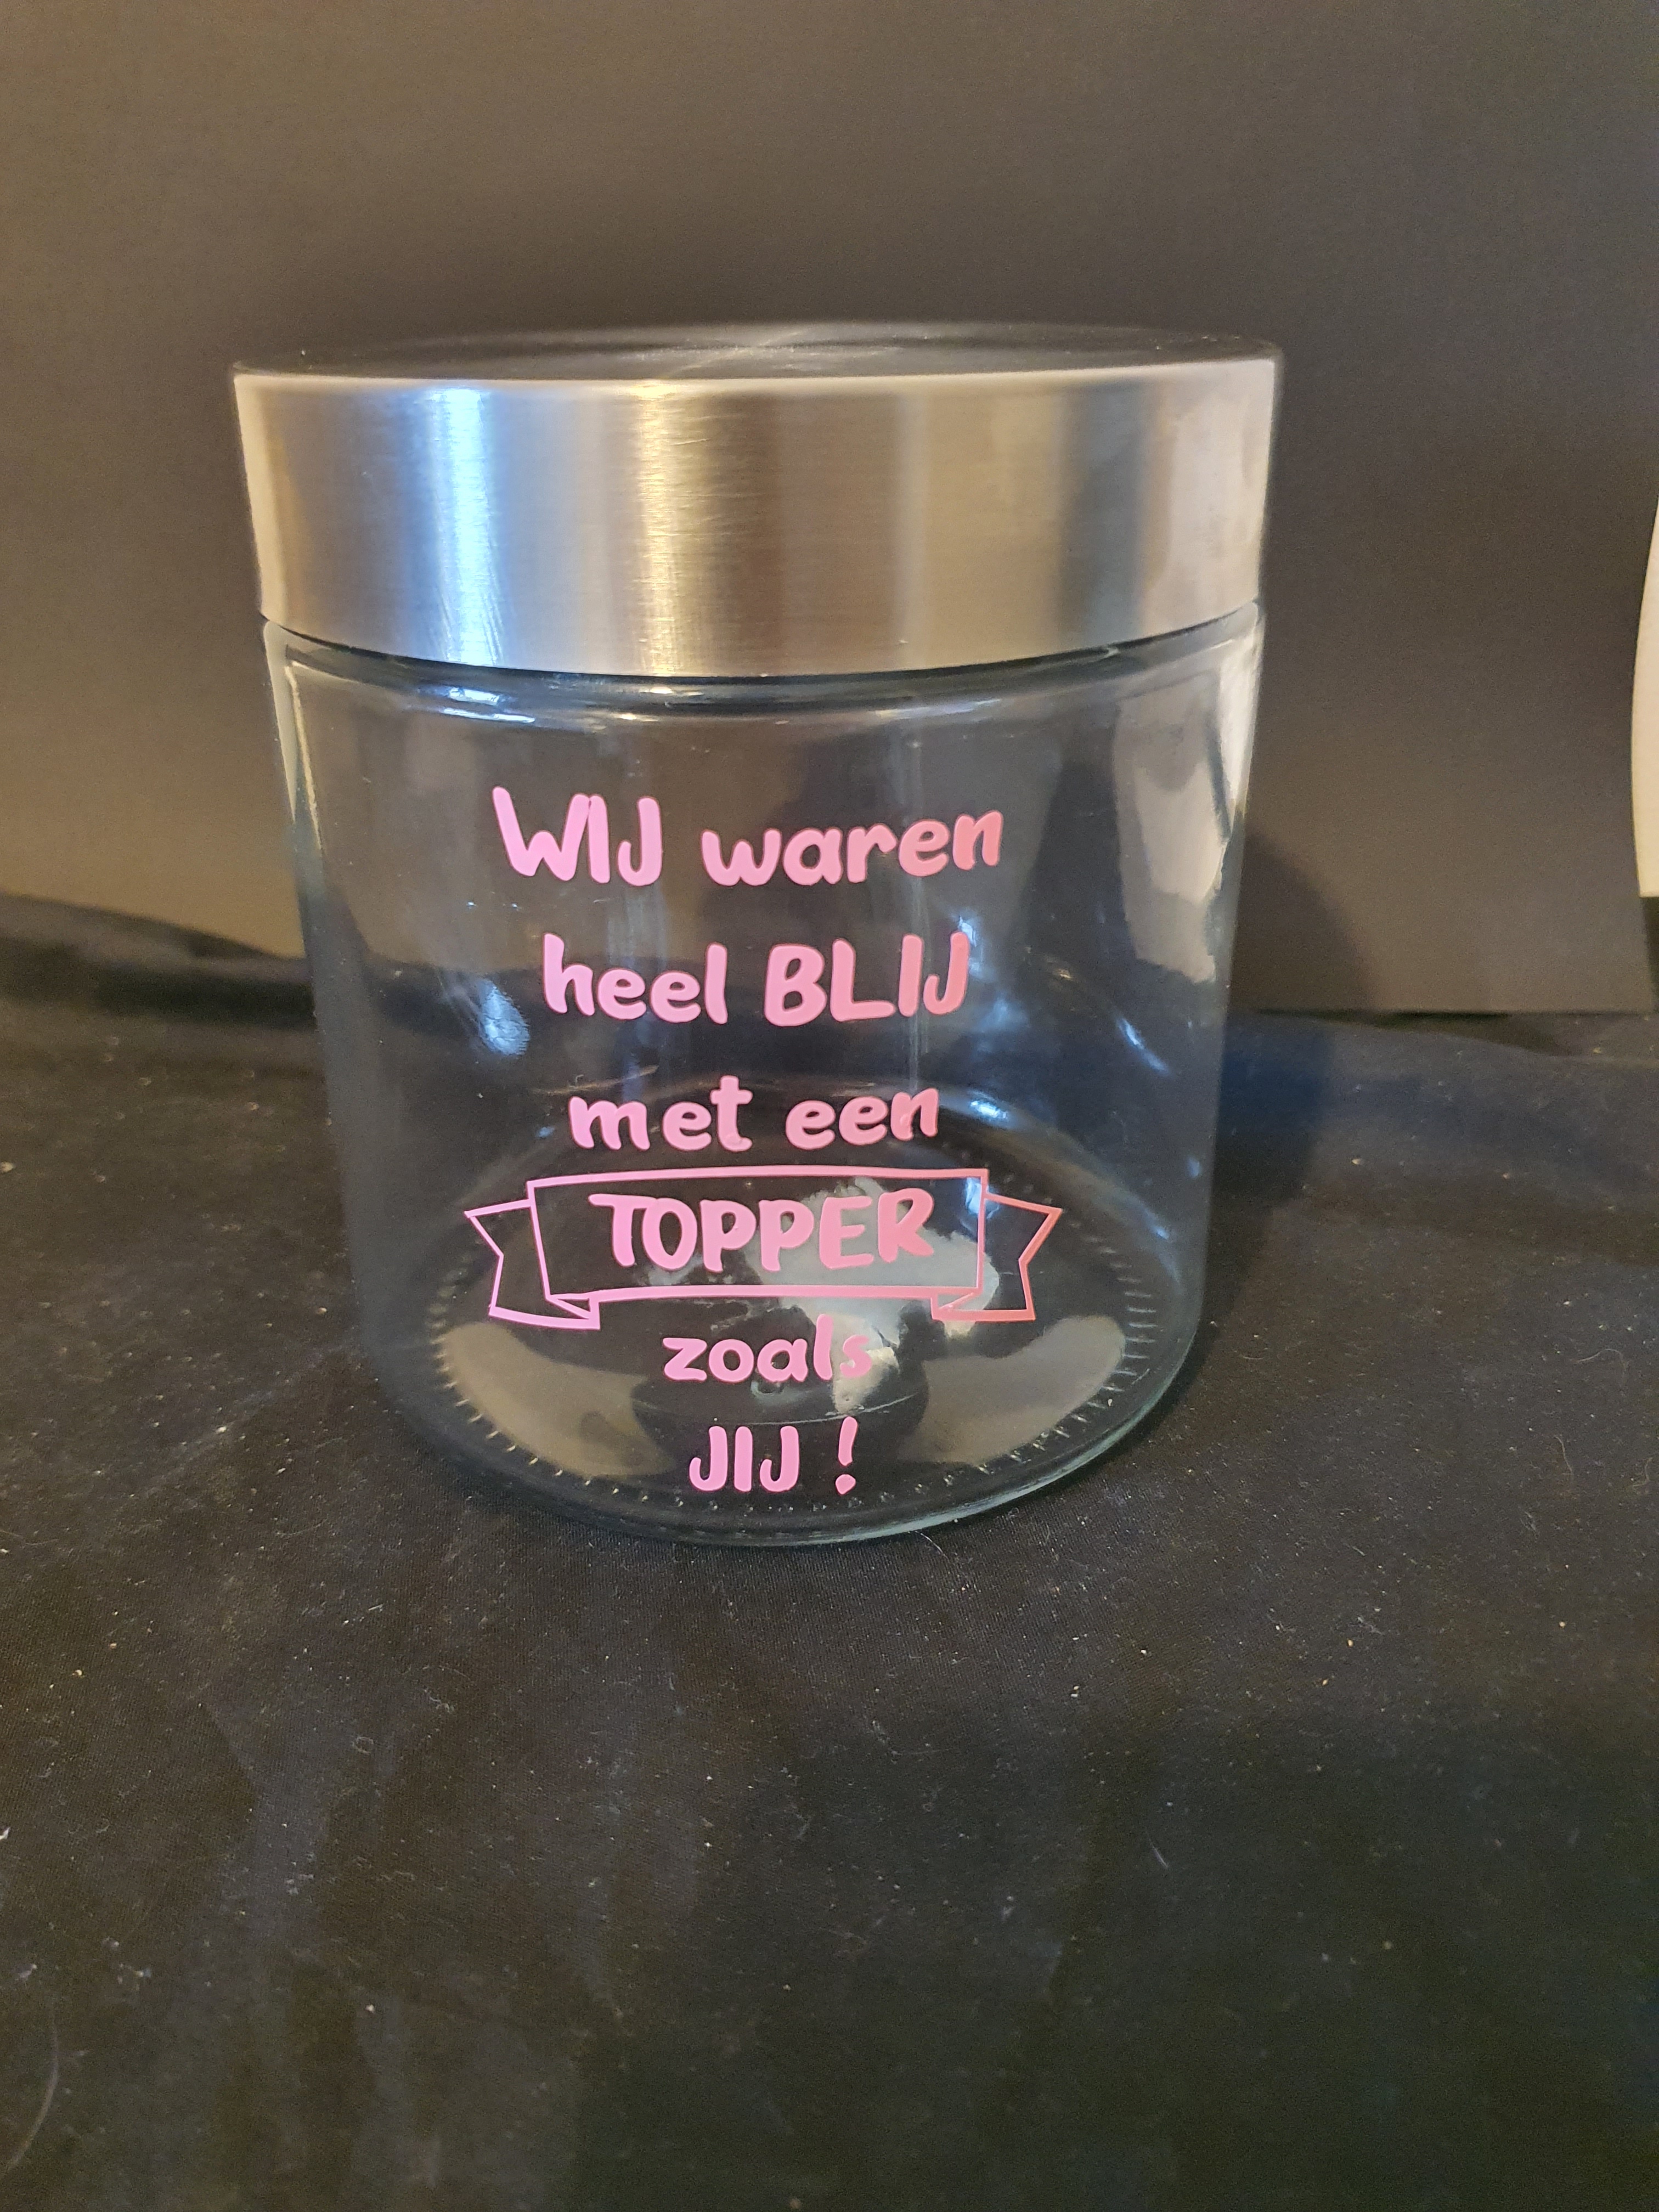 WIJ waren
heel BLIJ
met een
TOPPER
zoals
JIJ !